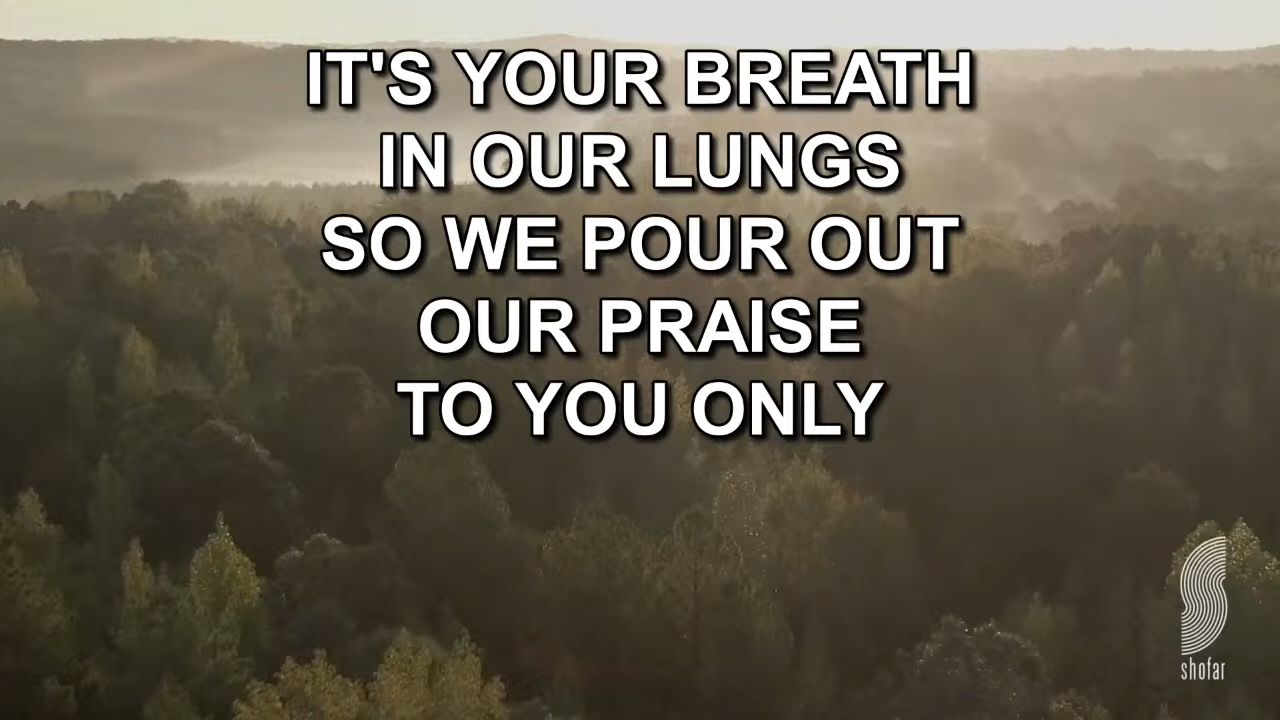 IT'S YOUR BREATH
IN OUR LUNGS
SO WE POUR OUT
OUR PRAISE
TO YOU ONLY
shofar